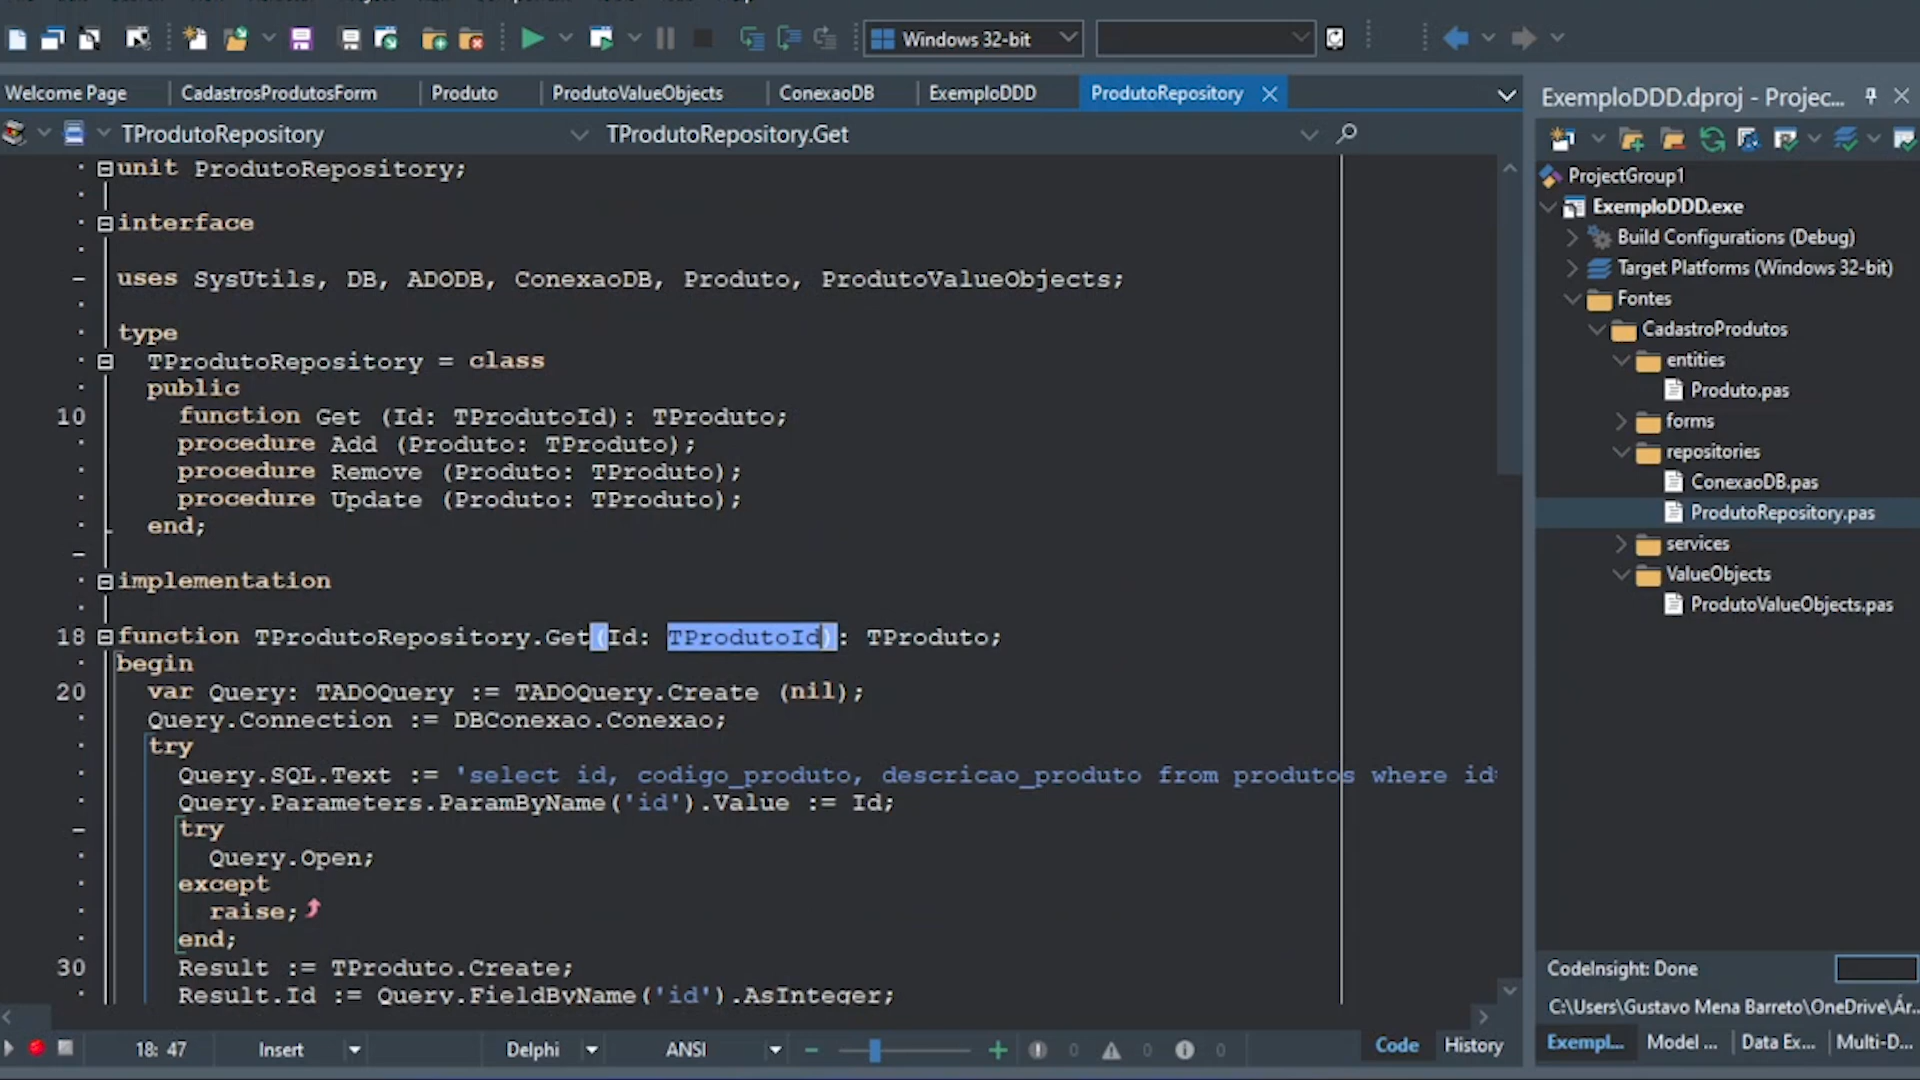 Windows 32-bit
Welcome Page
CadastrosProdutosForm
Produto
ProdutoValueObjects
ConexaoDB
ExemploDDD
ProdutoRepository
TProdutoRepository
TProdutoRepository.Get
unit ProdutoRepository;
interface
uses SysUtils, DB, ADODB, ConexaoDB, Produto, ProdutoValueObjects;
type
TProdutoRepository = class
public
10 function Get (Id: TProdutoId): TProduto;
procedure Add (Produto: TProduto);
procedure Remove (Produto: TProduto);
procedure Update (Produto: TProduto);
end;
implementation
18 function TProdutoRepository.Get(Id: TProdutoId): TProduto;
begin
20 var Query: TADOQuery := TADOQuery.Create (nil);
Query.Connection := DBConexao.Conexao;
try
Query.SQL.Text := 'select id, codigo_produto, descricao_produto from produtos where id
Query.Parameters.ParamByName('id').Value := Id;
try
Query.Open;
except
raise;
end;
30 Result := TProduto.Create;
Result.Id := Query.FieldByName('id').AsInteger;
18: 47
Insert
Delphi
ANSI
0
0
0
Code
History
ExemploDDD.dproj - Projec...
ProjectGroup1
ExemploDDD.exe
Build Configurations (Debug)
Target Platforms (Windows 32-bit)
Fontes
CadastroProdutos
entities
Produto.pas
forms
repositories
ConexaoDB.pas
ProdutoRepository.pas
services
ValueObjects
ProdutoValueObjects.pas
CodeInsight: Done
C:\Users\Gustavo Mena Barreto\OneDrive\Ár...
Exempl...
Model ...
Data Ex...
Multi-D...